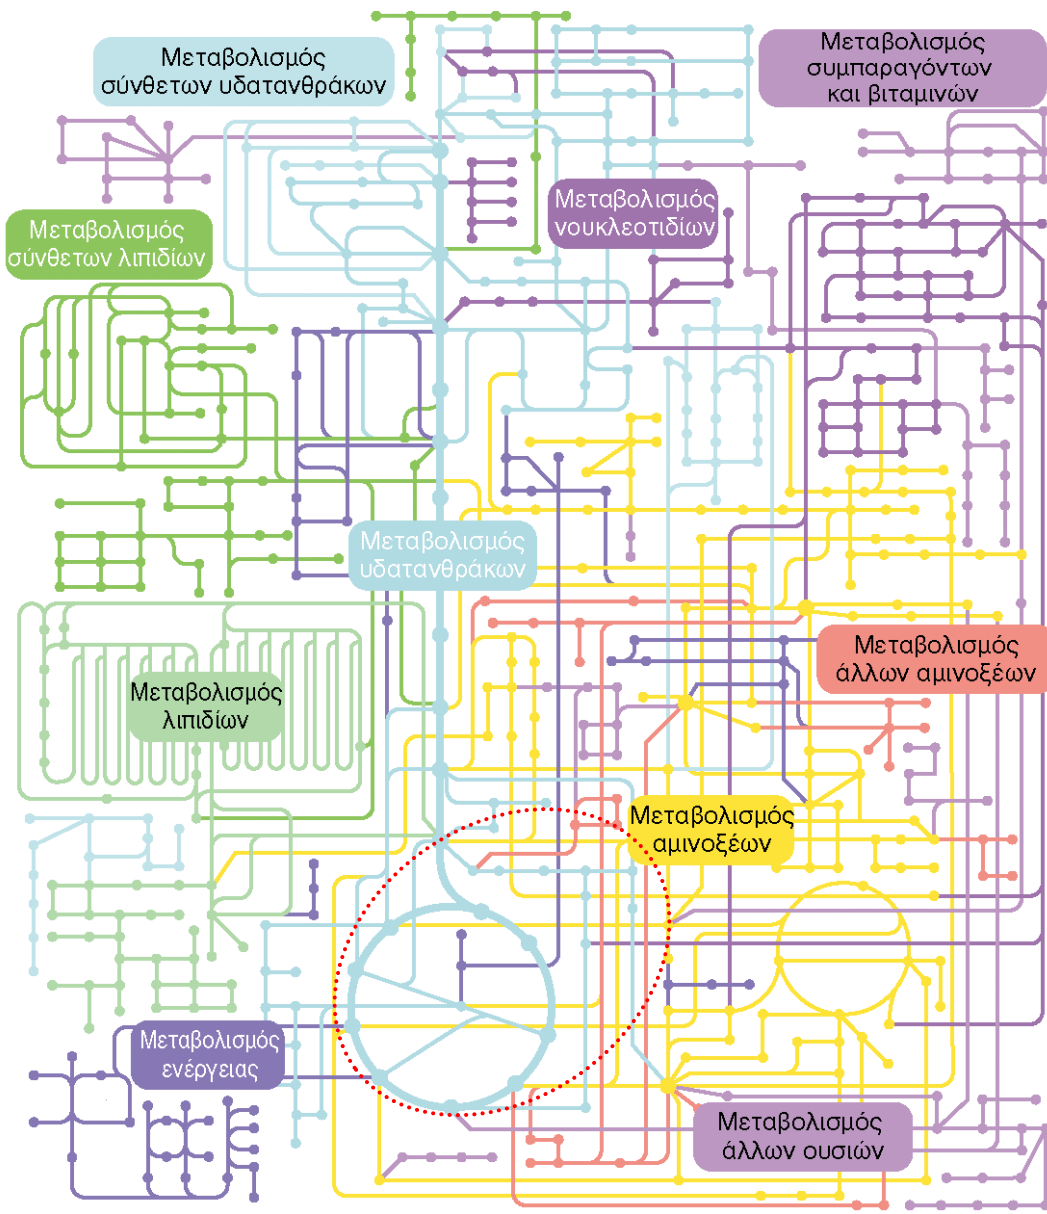 Μεταβολισμός
σύνθετων υδατανθράκων
Μεταβολισμός
συμπαραγόντων
και βιταμινών
Μεταβολισμός
νουκλεοτιδίων
Μεταβολισμός
σύνθετων λιπιδίων
Μεταβολισμός
υδατανθράκων
Μεταβολισμός
άλλων αμινοξέων
Μεταβολισμός
λιπιδίων
Μεταβολισμός
αμινοξέων
Μεταβολισμός
ενέργειας
Μεταβολισμός
άλλων ουσιών